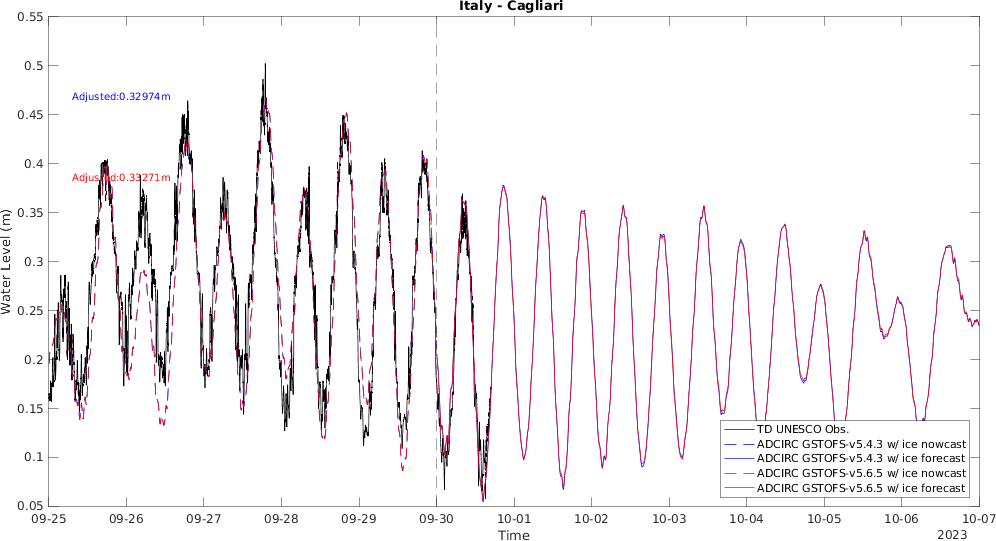 Italy - Cagliari
0.55
0.5
0.45
0.4
0.35
0.3
0.25
0.2
0.15
0.1
0.05
Water Level (m)
Adjusted:0.32974m
Adjusted:0.33271m
TD UNESCO Obs.
ADCIRC GSTOFS-v5.4.3 w/ ice nowcast
ADCIRC GSTOFS-v5.4.3 w/ ice forecast
ADCIRC GSTOFS-v5.6.5 w/ ice nowcast
ADCIRC GSTOFS-v5.6.5 w/ ice forecast
09-25 09-26 09-27 09-28 09-29 09-30 10-01 10-02 10-03 10-04 10-05 10-06 10-07
Time
2023